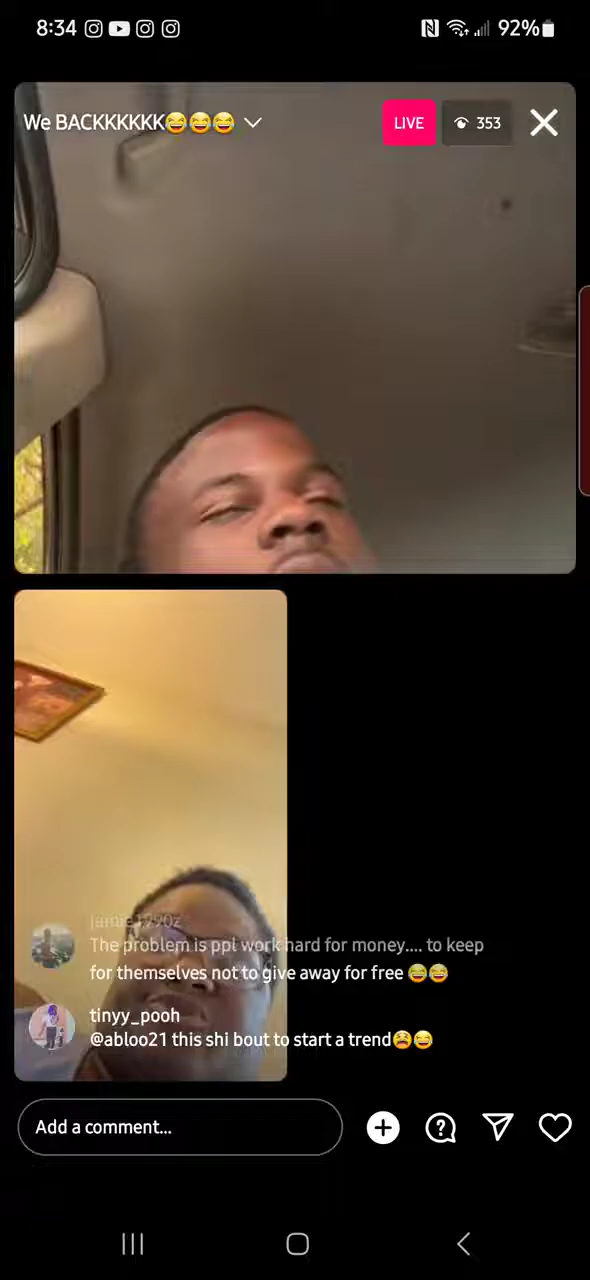 8:34 92%
We BACKKKKKK😂😂😂 LIVE 353
jamie1990z
The problem is ppl work hard for money.... to keep
for themselves not to give away for free 😂😂
tinyy_pooh
@abloo21 this shi bout to start a trend😫😅
Add a comment...